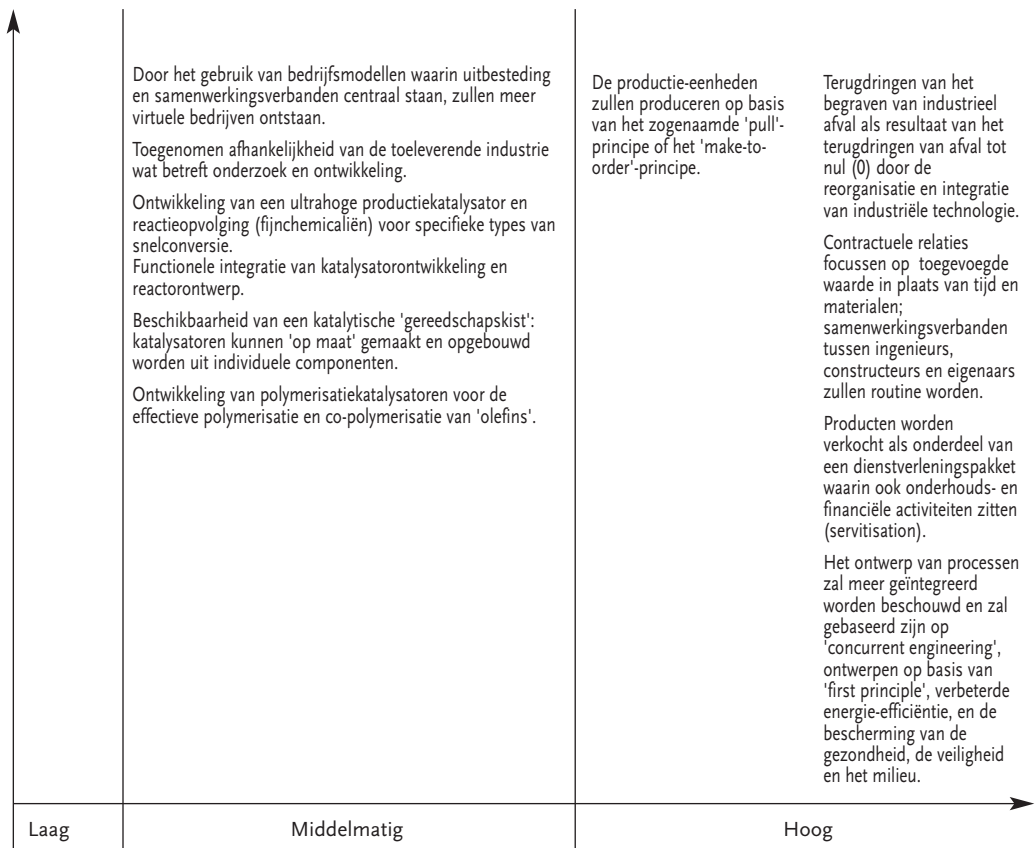 Door het gebruik van bedrijfsmodellen waarin uitbesteding
en samenwerkingsverbanden centraal staan, zullen meer
virtuele bedrijven ontstaan.
Toegenomen afhankelijkheid van de toeleverende industrie
wat betreft onderzoek en ontwikkeling.
Ontwikkeling van een ultrahoge productiekatalysator en
reactieopvolging (fijnchemicaliën) voor specifieke types van
snelconversie.
Functionele integratie van katalysatorontwikkeling en
reactorontwerp.
Beschikbaarheid van een katalytische 'gereedschapskist':
katalysatoren kunnen 'op maat' gemaakt en opgebouwd
worden uit individuele componenten.
Ontwikkeling van polymerisatiekatalysatoren voor de
effectieve polymerisatie en co-polymerisatie van 'olefins'.
De productie-eenheden
zullen produceren op basis
van het zogenaamde 'pull'-
principe of het 'make-to-
order'-principe.
Terugdringen van het
begraven van industrieel
afval als resultaat van het
terugdringen van afval tot
nul (0) door de
reorganisatie en integratie
van industriële technologie.
Contractuele relaties
focussen op toegevoegde
waarde in plaats van tijd en
materialen;
samenwerkingsverbanden
tussen ingenieurs,
constructeurs en eigenaars
zullen routine worden.
Producten worden
verkocht als onderdeel van
een dienstverleningspakket
waarin ook onderhouds- en
financiële activiteiten zitten
(servitisation).
Het ontwerp van processen
zal meer geïntegreerd
worden beschouwd en zal
gebaseerd zijn op
'concurrent engineering',
ontwerpen op basis van
'first principle', verbeterde
energie-efficiëntie, en de
bescherming van de
gezondheid, de veiligheid
en het milieu.
Laag
Middelmatig
Hoog